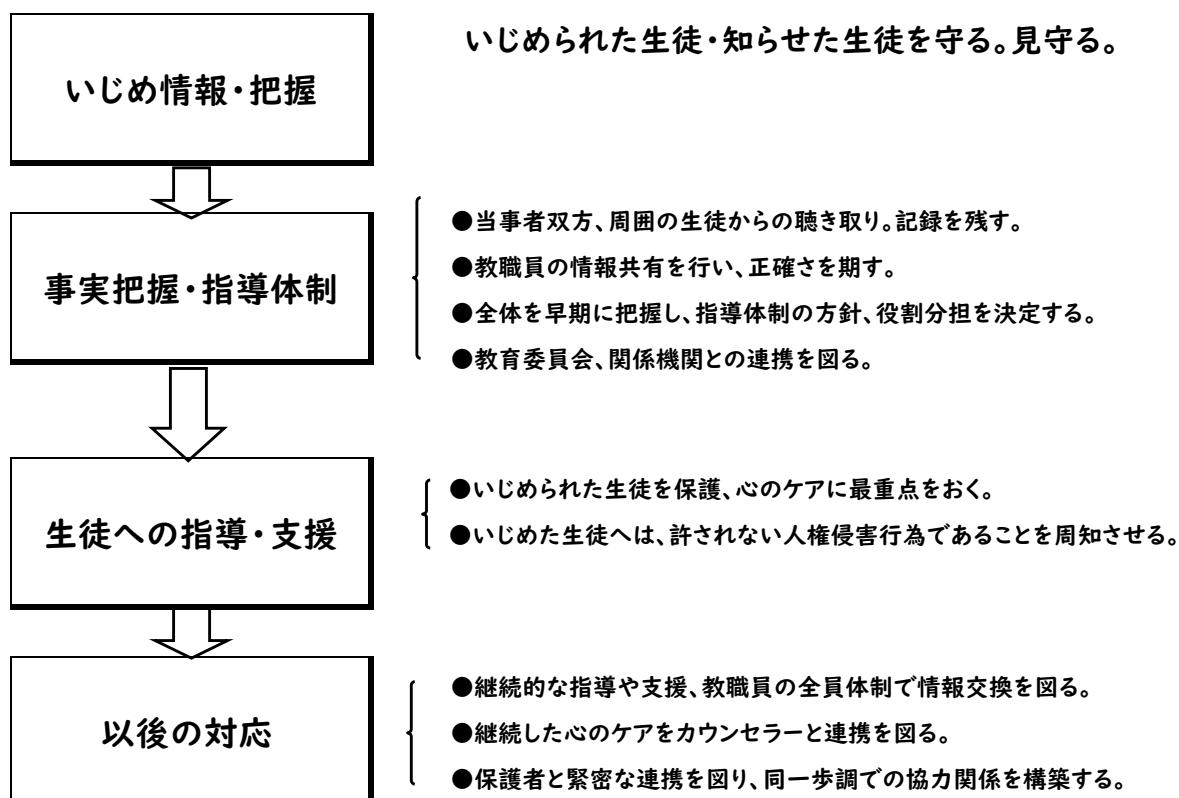 いじめ情報・把握
いじめられた生徒・知らせた生徒を守る。見守る。
事実把握・指導体制
●当事者双方、周囲の生徒からの聴き取り。記録を残す。
●教職員の情報共有を行い、正確さを期す。
●全体を早期に把握し、指導体制の方針、役割分担を決定する。
●教育委員会、関係機関との連携を図る。
生徒への指導・支援
●いじめられた生徒を保護、心のケアに最重点をおく。
●いじめた生徒へは、許されない人権侵害行為であることを周知させる。
以後の対応
●継続的な指導や支援、教職員の全員体制で情報交換を図る。
●継続した心のケアをカウンセラーと連携を図る。
●保護者と緊密な連携を図り、同一歩調での協力関係を構築する。